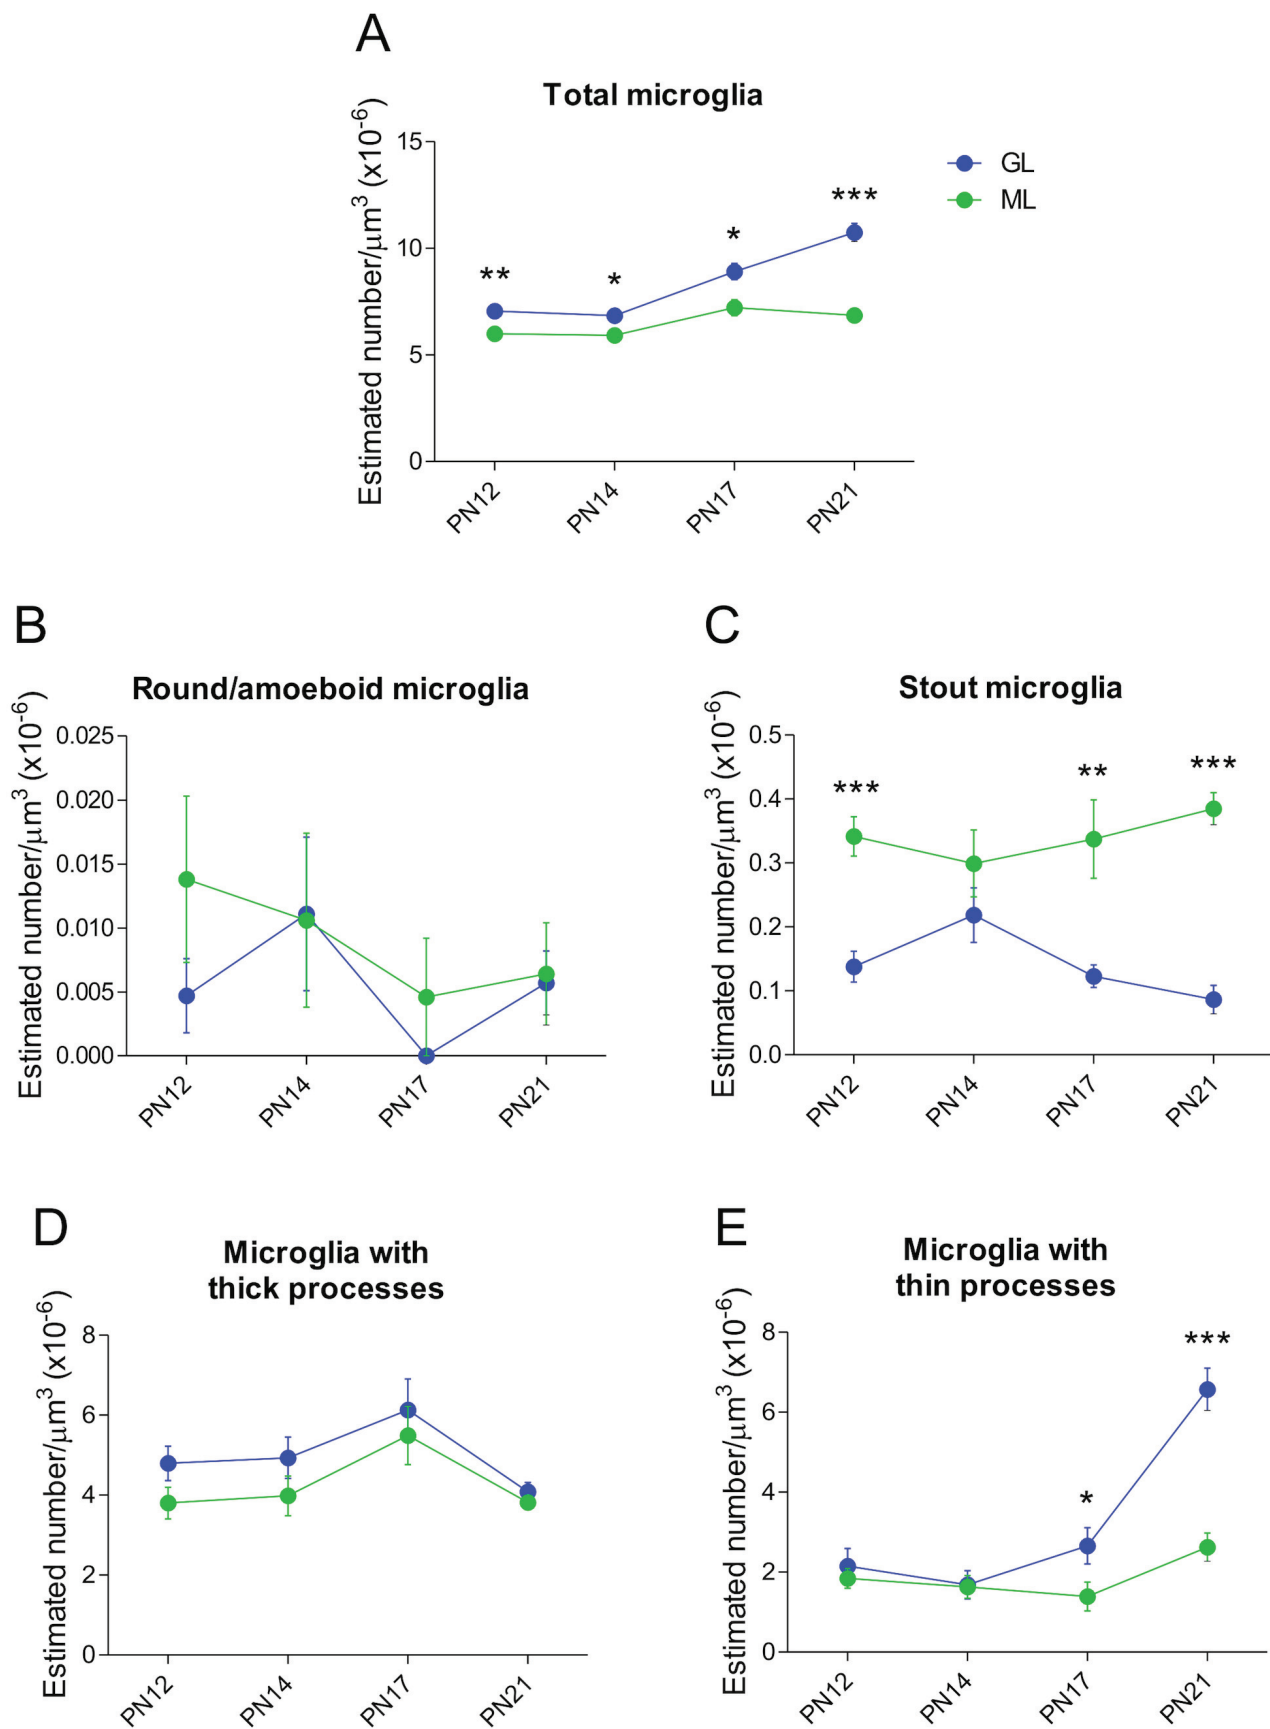 A
Total microglia
Estimated number/μm³ (x10⁻⁶)
15
10
5
0
** * * ***
PN12 PN14 PN17 PN21
GL
ML
B
Round/amoeboid microglia
Estimated number/μm³ (x10⁻⁶)
0.025
0.020
0.015
0.010
0.005
0.000
PN12 PN14 PN17 PN21
C
Stout microglia
Estimated number/μm³ (x10⁻⁶)
0.5
0.4
0.3
0.2
0.1
0.0
*** ** ***
PN12 PN14 PN17 PN21
D
Microglia with
thick processes
Estimated number/μm³ (x10⁻⁶)
8
6
4
2
0
PN12 PN14 PN17 PN21
E
Microglia with
thin processes
Estimated number/μm³ (x10⁻⁶)
8
6
4
2
0
* ***
PN12 PN14 PN17 PN21